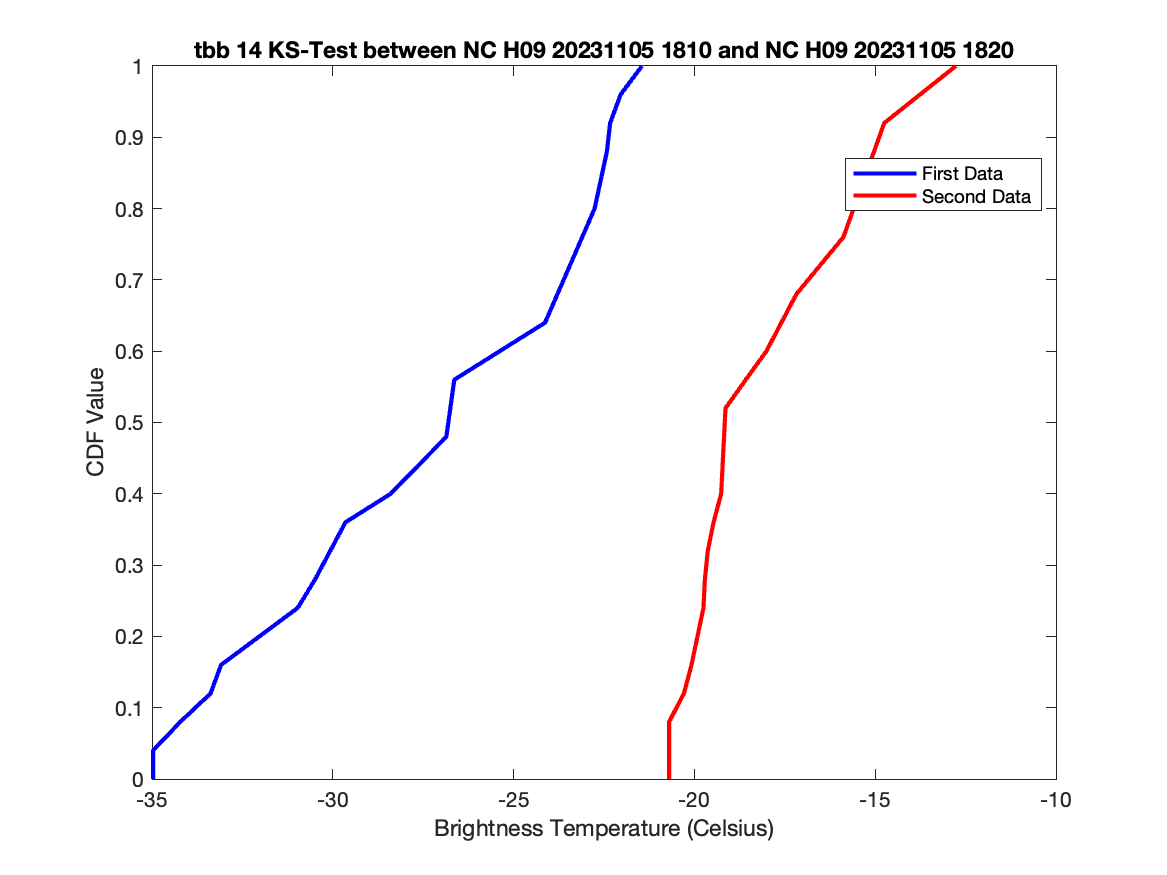 tbb 14 KS-Test between NC H09 20231105 1810 and NC H09 20231105 1820
1
0.9
0.8
0.7
0.6
0.5
0.4
0.3
0.2
0.1
0
CDF Value
First Data
Second Data
-35 -30 -25 -20 -15 -10
Brightness Temperature (Celsius)